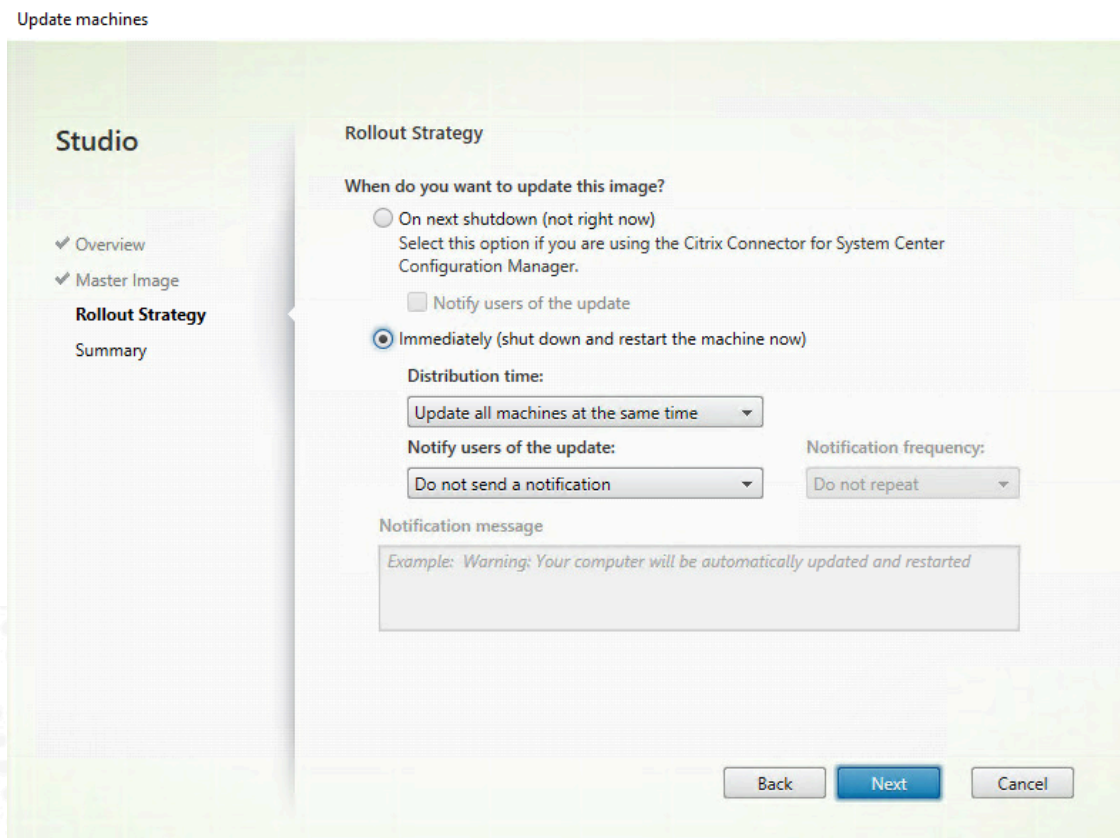 Update machines
Studio
Overview
Master Image
Rollout Strategy
Summary
Rollout Strategy
When do you want to update this image?
On next shutdown (not right now)
Select this option if you are using the Citrix Connector for System Center
Configuration Manager.
Notify users of the update
Immediately (shut down and restart the machine now)
Distribution time:
Update all machines at the same time
Notify users of the update:
Notification frequency:
Do not send a notification
Do not repeat
Notification message
Example: Warning: Your computer will be automatically updated and restarted
Back
Next
Cancel